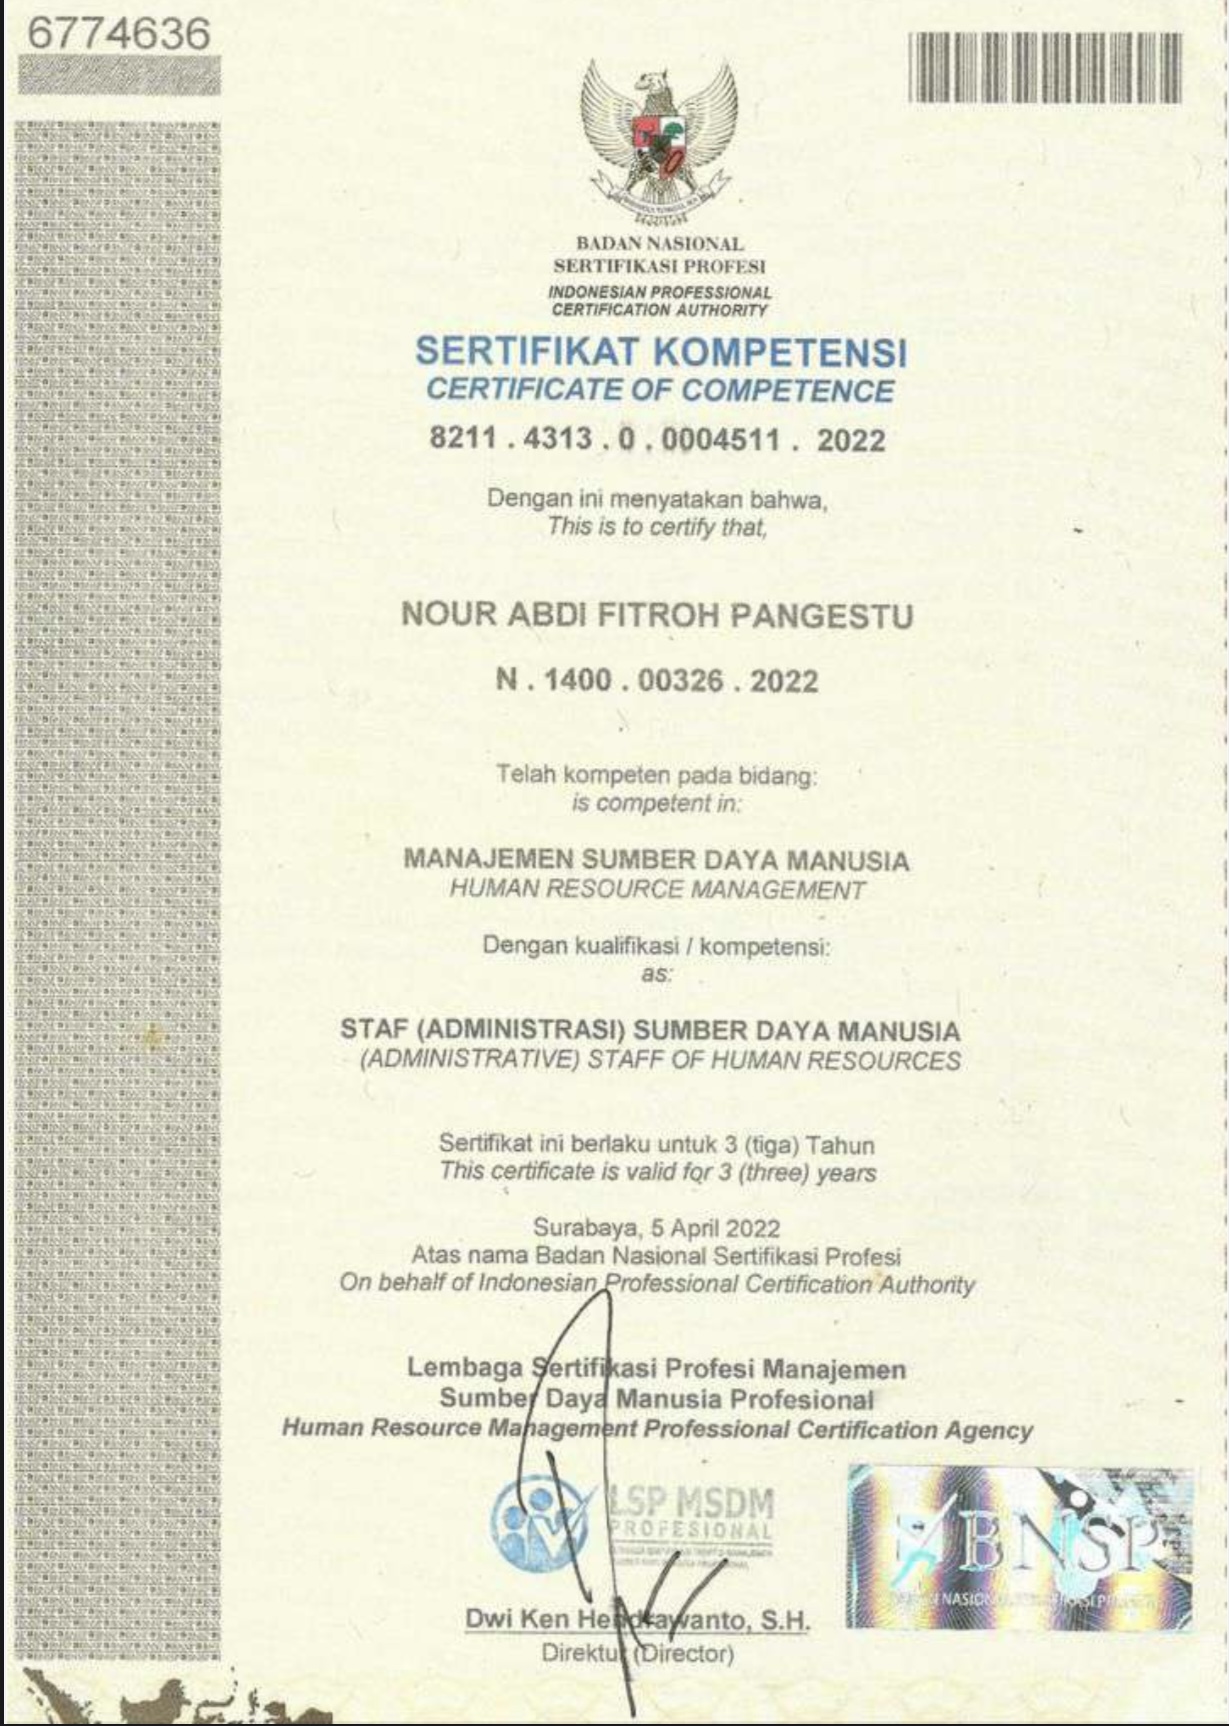 6774636
BADAN NASIONAL
SERTIFIKASI PROFESI
INDONESIAN PROFESSIONAL
CERTIFICATION AUTHORITY
SERTIFIKAT KOMPETENSI
CERTIFICATE OF COMPETENCE
8211 . 4313 . 0 . 0004511 . 2022
Dengan ini menyatakan bahwa,
This is to certify that,
NOUR ABDI FITROH PANGESTU
N . 1400 . 00326 . 2022
Telah kompeten pada bidang:
is competent in:
MANAJEMEN SUMBER DAYA MANUSIA
HUMAN RESOURCE MANAGEMENT
Dengan kualifikasi / kompetensi:
as:
STAF (ADMINISTRASI) SUMBER DAYA MANUSIA
(ADMINISTRATIVE) STAFF OF HUMAN RESOURCES
Sertifikat ini berlaku untuk 3 (tiga) Tahun
This certificate is valid for 3 (three) years
Surabaya, 5 April 2022
Atas nama Badan Nasional Sertifikasi Profesi
On behalf of Indonesian Professional Certification Authority
Lembaga Sertifikasi Profesi Manajemen
Sumber Daya Manusia Profesional
Human Resource Management Professional Certification Agency
LSP MSDM
PROFESIONAL
BNSP
Dwi Ken Hendrawanto, S.H.
Direktur (Director)